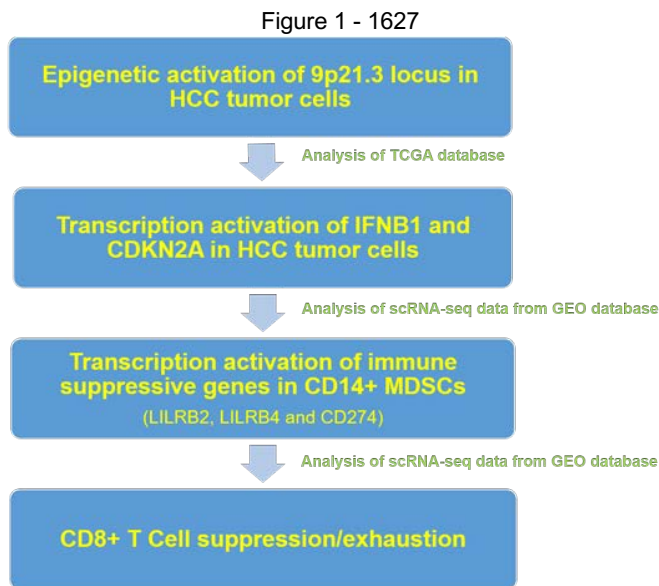 Figure 1 - 1627
Epigenetic activation of 9p21.3 locus in
HCC tumor cells
Analysis of TCGA database
Transcription activation of IFNB1 and
CDKN2A in HCC tumor cells
Analysis of scRNA-seq data from GEO database
Transcription activation of immune
suppressive genes in CD14+ MDSCs
(LILRB2, LILRB4 and CD274)
Analysis of scRNA-seq data from GEO database
CD8+ T Cell suppression/exhaustion